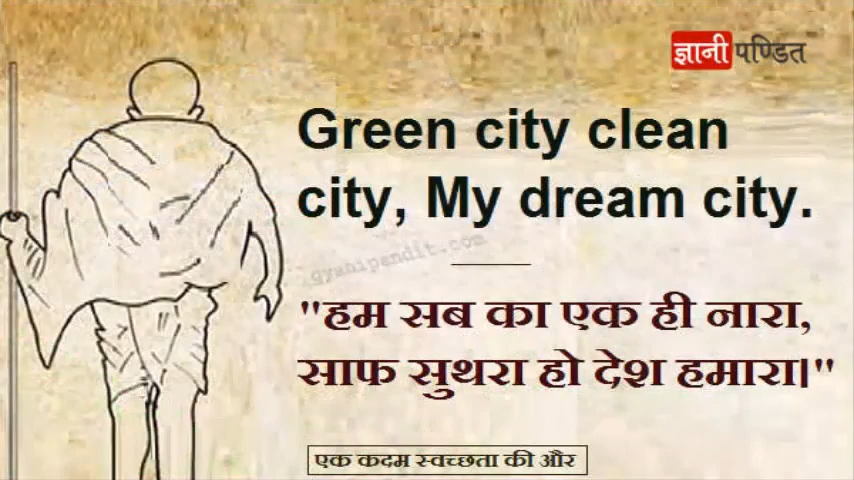 ज्ञानी पण्डित
Green city clean
city, My dream city.
gyanipandit.com
"हम सब का एक ही नारा,
साफ सुथरा हो देश हमारा।"
एक कदम स्वच्छता की और